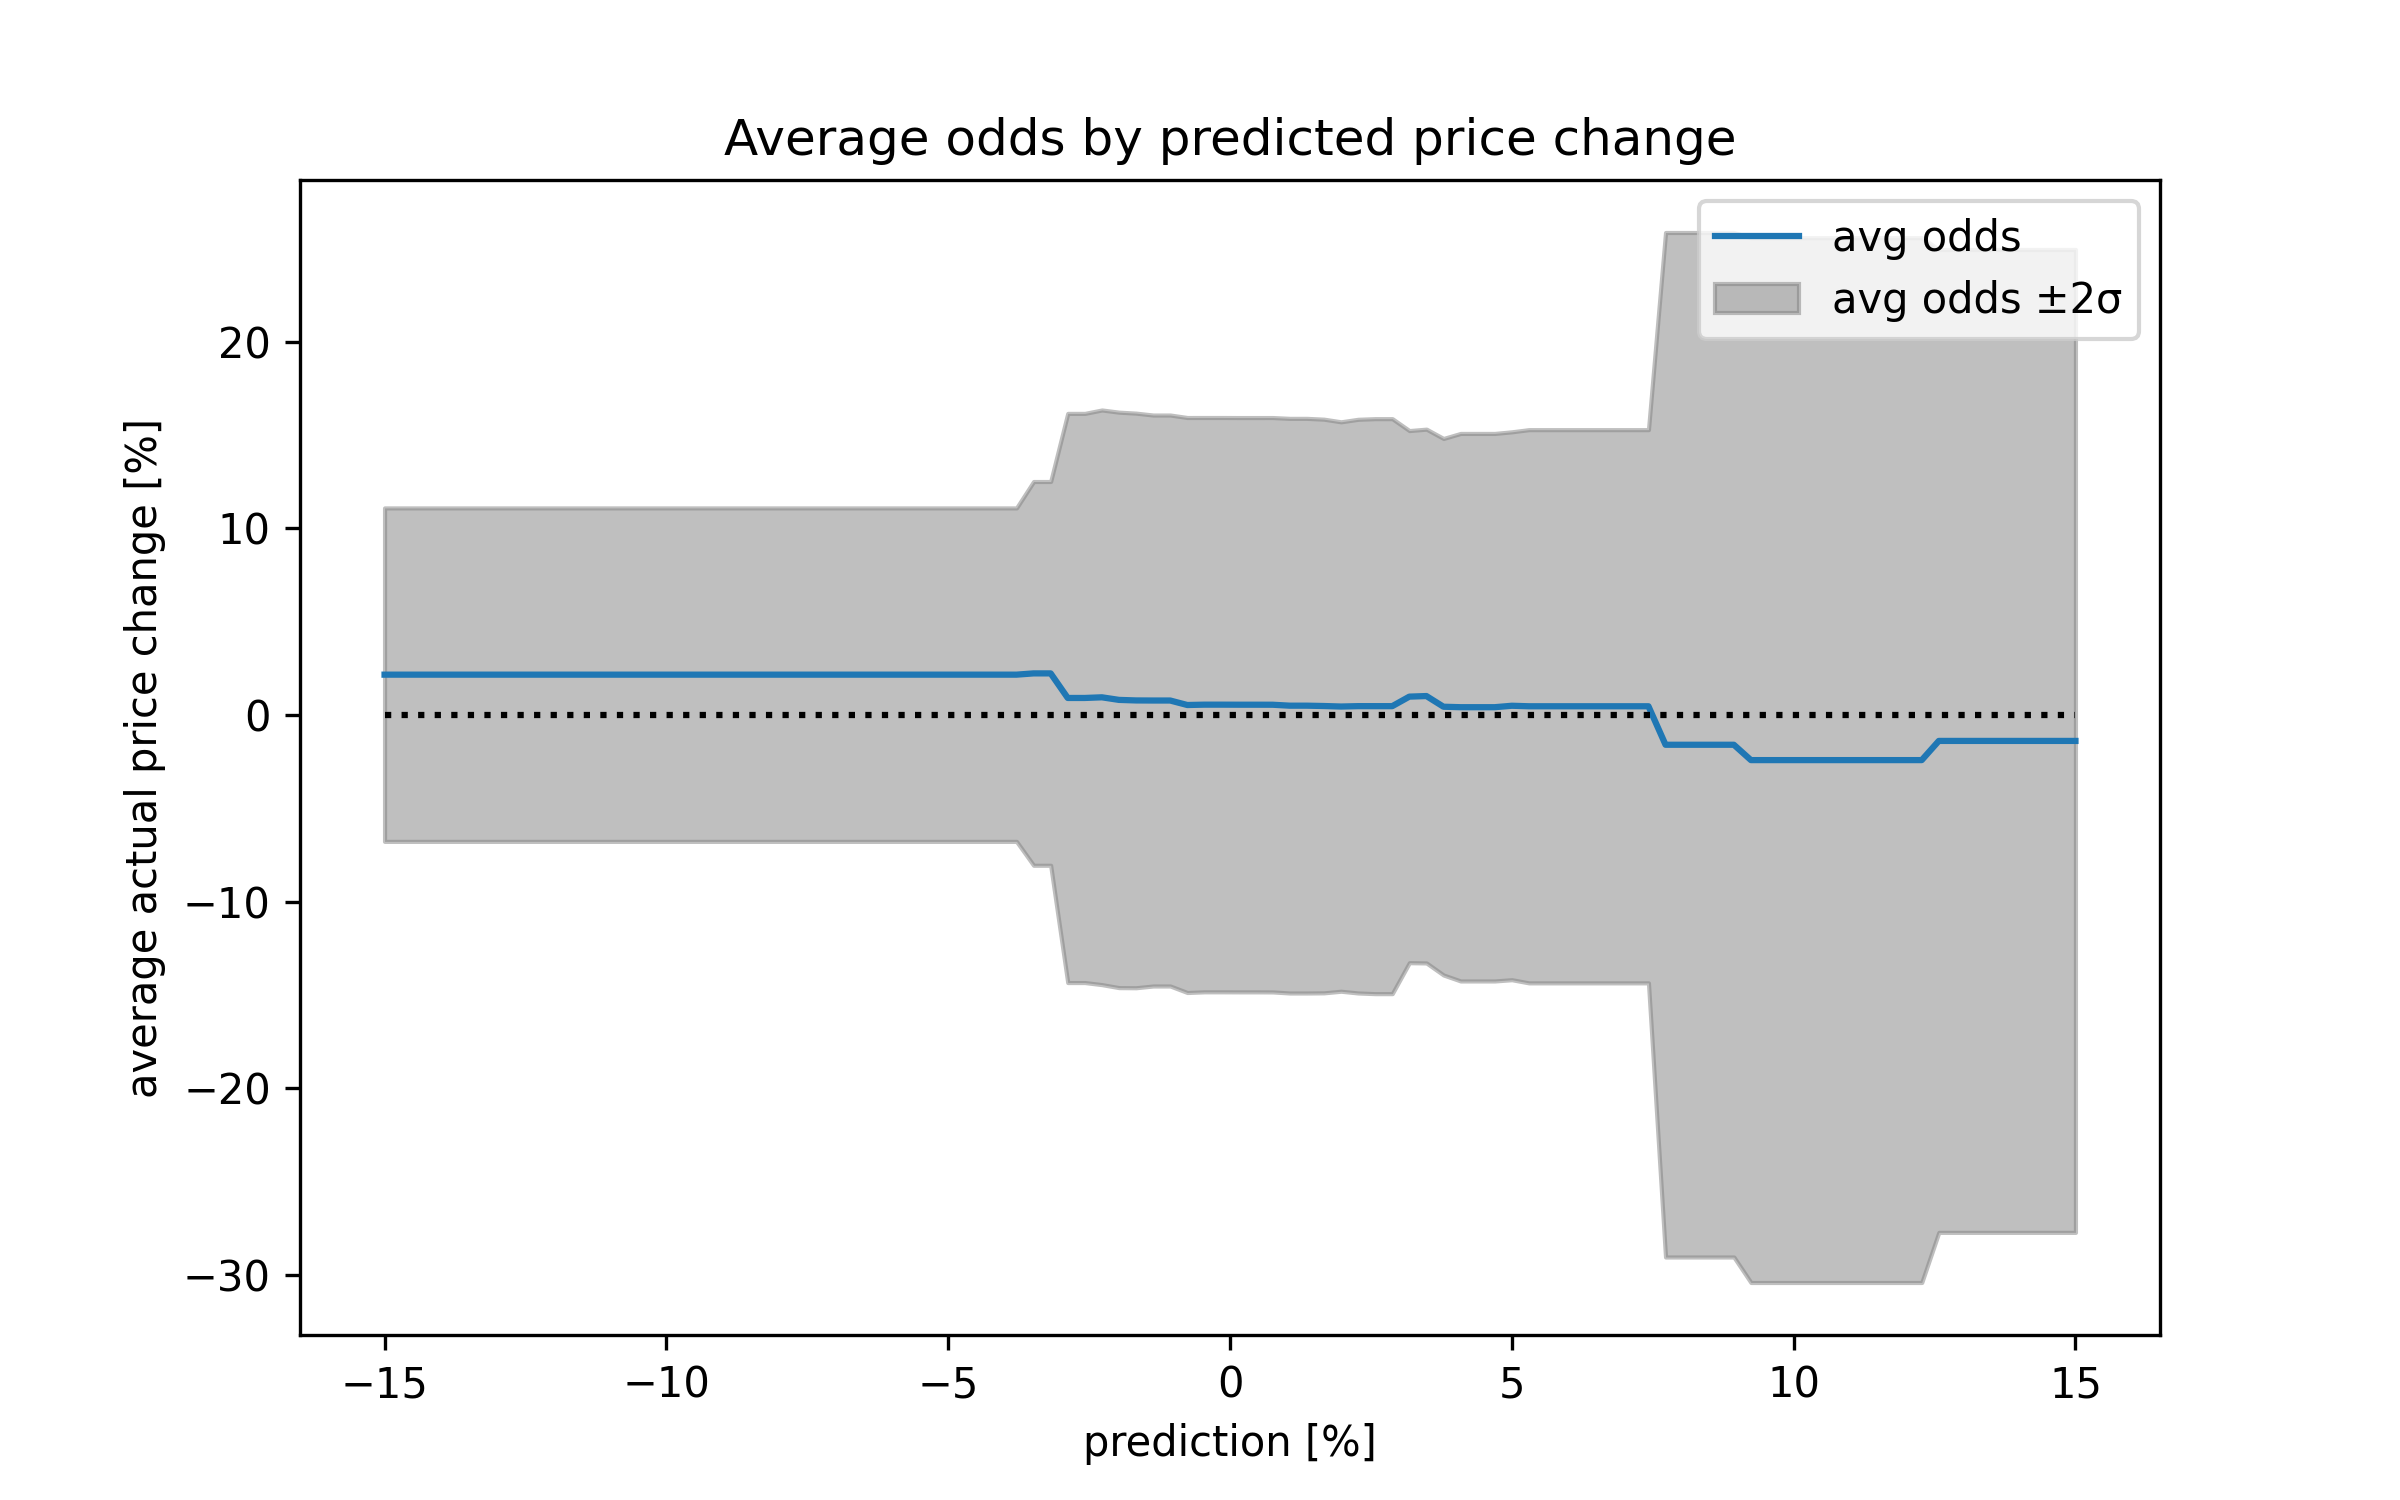 Average odds by predicted price change
avg odds
avg odds ±2σ
average actual price change [%]
20
10
0
−10
−20
−30
−15
−10
−5
0
5
10
15
prediction [%]